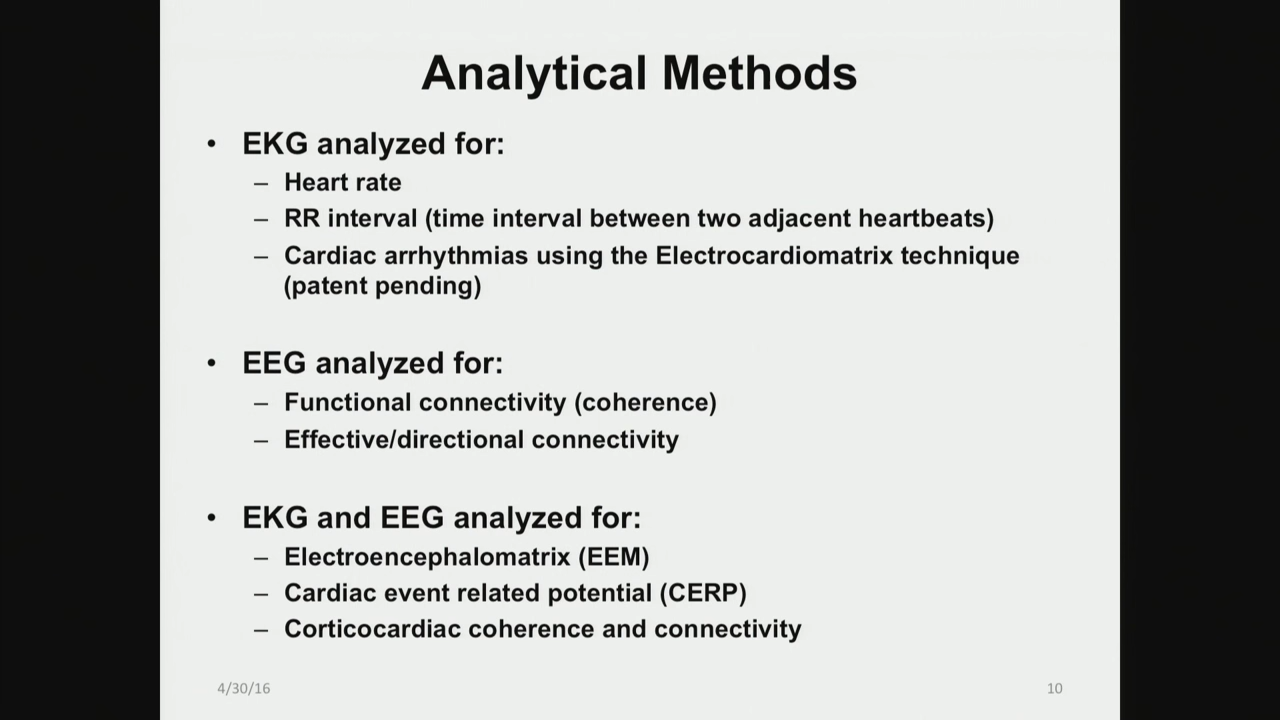 Analytical Methods
• EKG analyzed for:
– Heart rate
– RR interval (time interval between two adjacent heartbeats)
– Cardiac arrhythmias using the Electrocardiomatrix technique
(patent pending)
• EEG analyzed for:
– Functional connectivity (coherence)
– Effective/directional connectivity
• EKG and EEG analyzed for:
– Electroencephalomatrix (EEM)
– Cardiac event related potential (CERP)
– Corticocardiac coherence and connectivity
4/30/16
10